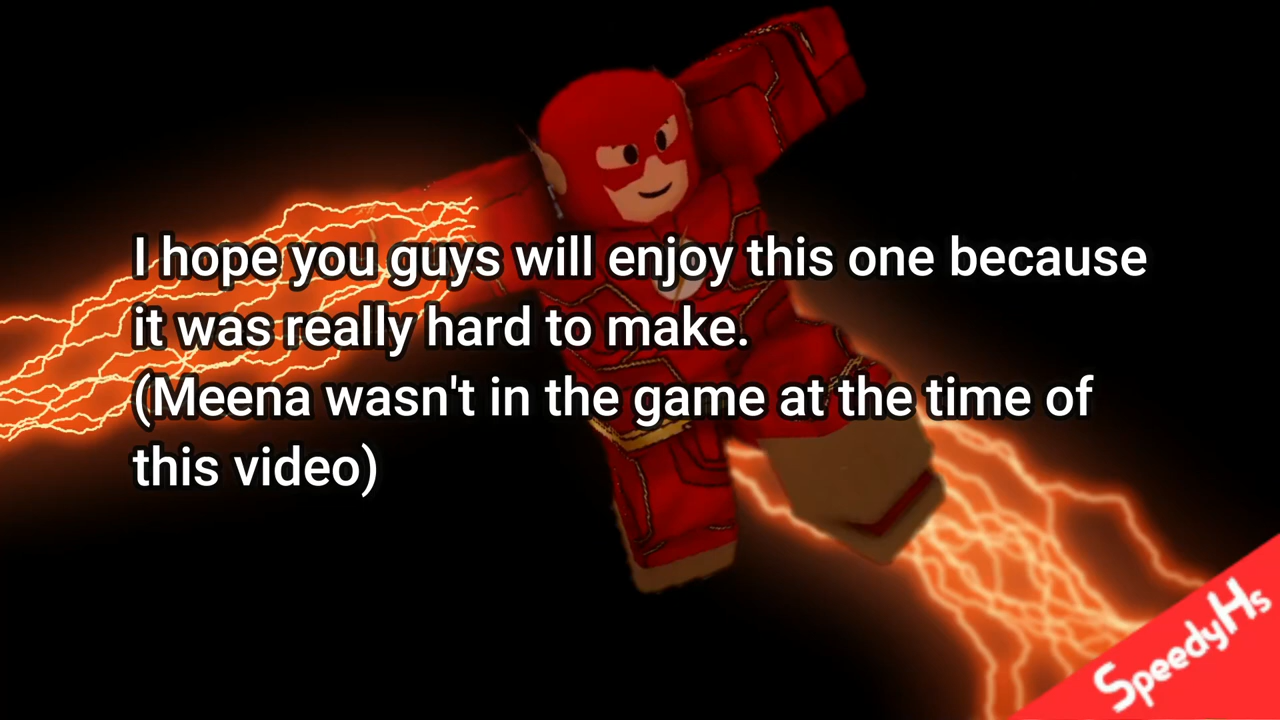 I hope you guys will enjoy this one because
it was really hard to make.
(Meena wasn't in the game at the time of
this video)
SpeedyHs